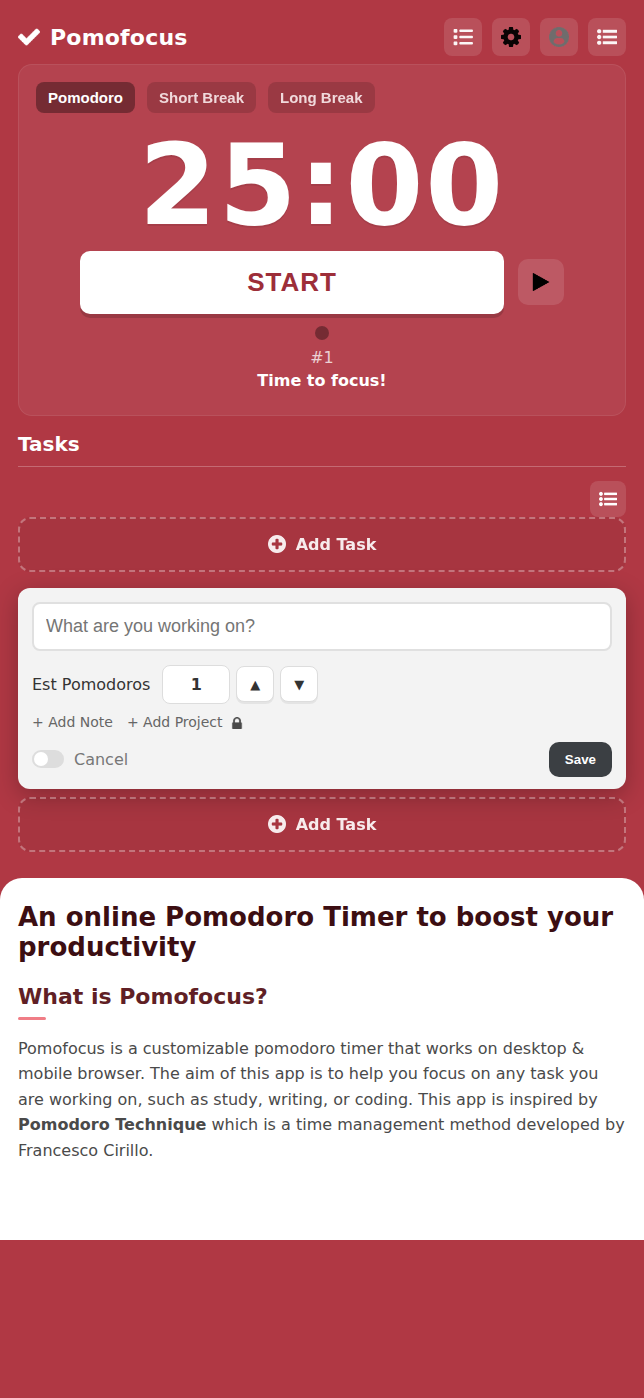 Pomofocus
Pomodoro Short Break Long Break
25:00
START
#1
Time to focus!
Tasks
Add Task
What are you working on?
Est Pomodoros 1 ▲ ▼
+ Add Note + Add Project
Cancel Save
Add Task
An online Pomodoro Timer to boost your
productivity
What is Pomofocus?
Pomofocus is a customizable pomodoro timer that works on desktop &
mobile browser. The aim of this app is to help you focus on any task you
are working on, such as study, writing, or coding. This app is inspired by
Pomodoro Technique which is a time management method developed by
Francesco Cirillo.